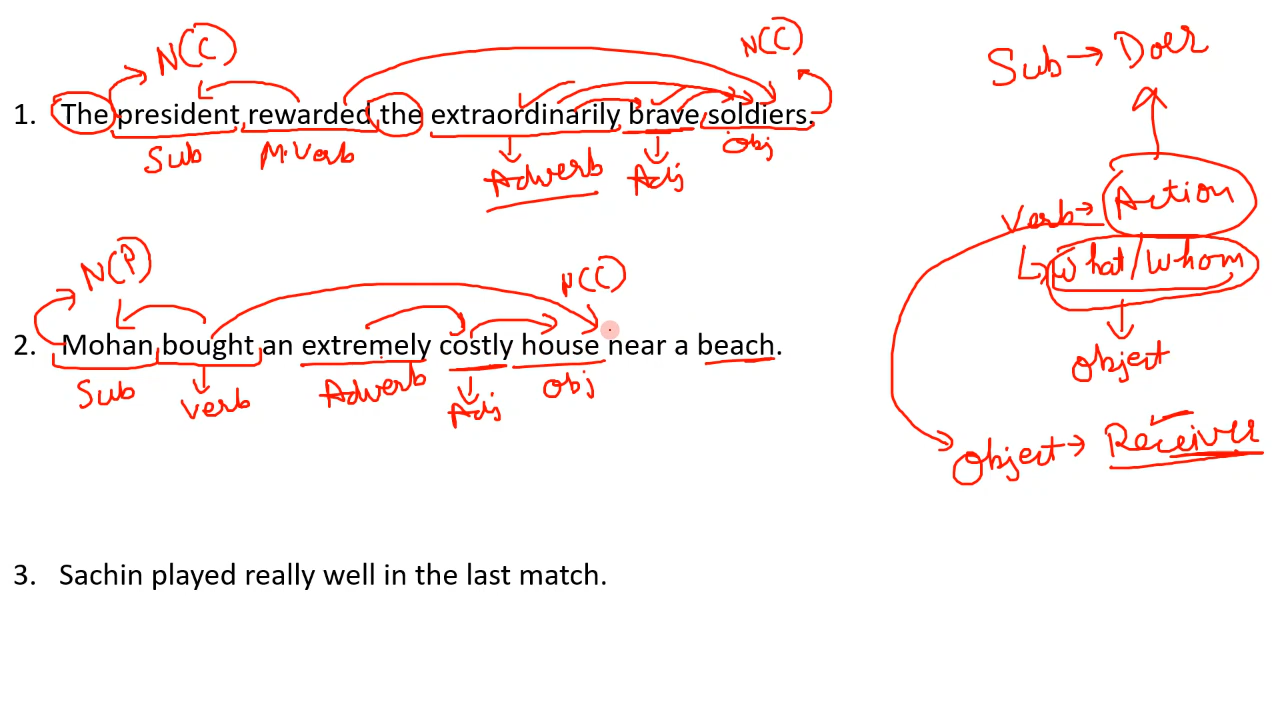 N(C)
N(C)
Sub → Doer
1. The president rewarded the extraordinarily brave soldiers.
Sub M.Verb Adverb Adj Obj
Verb → Action
What/Whom
N(P)
N(C)
2. Mohan bought an extremely costly house near a beach.
Sub Verb Adverb Adj Obj
Object
Object → Receiver
3. Sachin played really well in the last match.